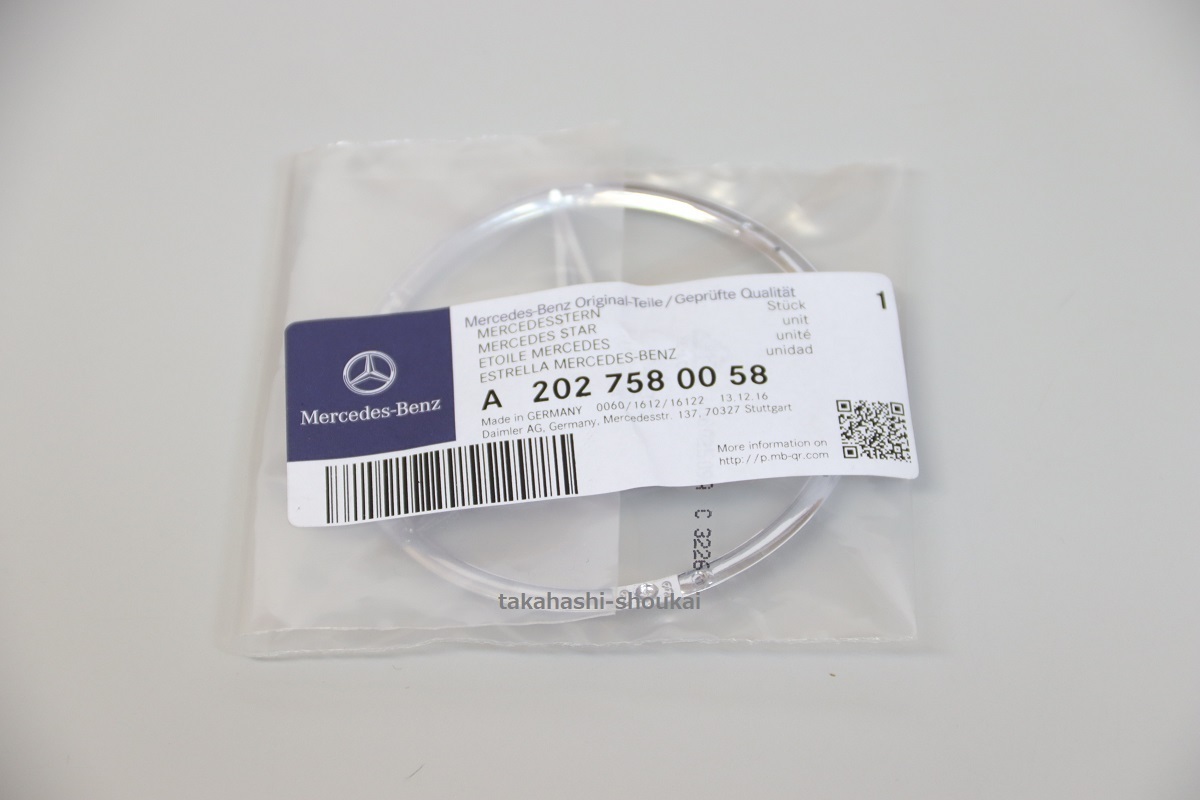 Mercedes-Benz Original-Teile / Geprüfte Qualität
MERCEDESSTERN Stück 1
MERCEDES STAR unit
ETOILE MERCEDES unité
ESTRELLA MERCEDES-BENZ unidad
A 202 758 00 58
Made in GERMANY 0060/1612/16122 13.12.16
Daimler AG, Germany, Mercedesstr. 137, 70327 Stuttgart
Mercedes-Benz
More information on
http://p.mb-qr.com
C 3226
takahashi-shoukai